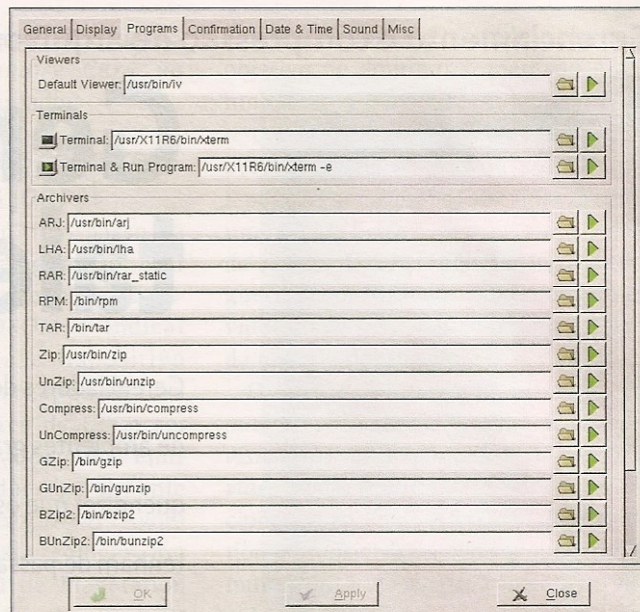 General Display Programs Confirmation Date & Time Sound Misc
Viewers
Default Viewer: /usr/bin/iv
Terminals
Terminal: /usr/X11R6/bin/xterm
Terminal & Run Program: /usr/X11R6/bin/xterm -e
Archivers
ARJ: /usr/bin/arj
LHA: /usr/bin/lha
RAR: /usr/bin/rar_static
RPM: /bin/rpm
TAR: /bin/tar
Zip: /usr/bin/zip
UnZip: /usr/bin/unzip
Compress: /usr/bin/compress
UnCompress: /usr/bin/uncompress
GZip: /bin/gzip
GUnZip: /bin/gunzip
BZip2: /bin/bzip2
BUnZip2: /bin/bunzip2
OK Apply Close